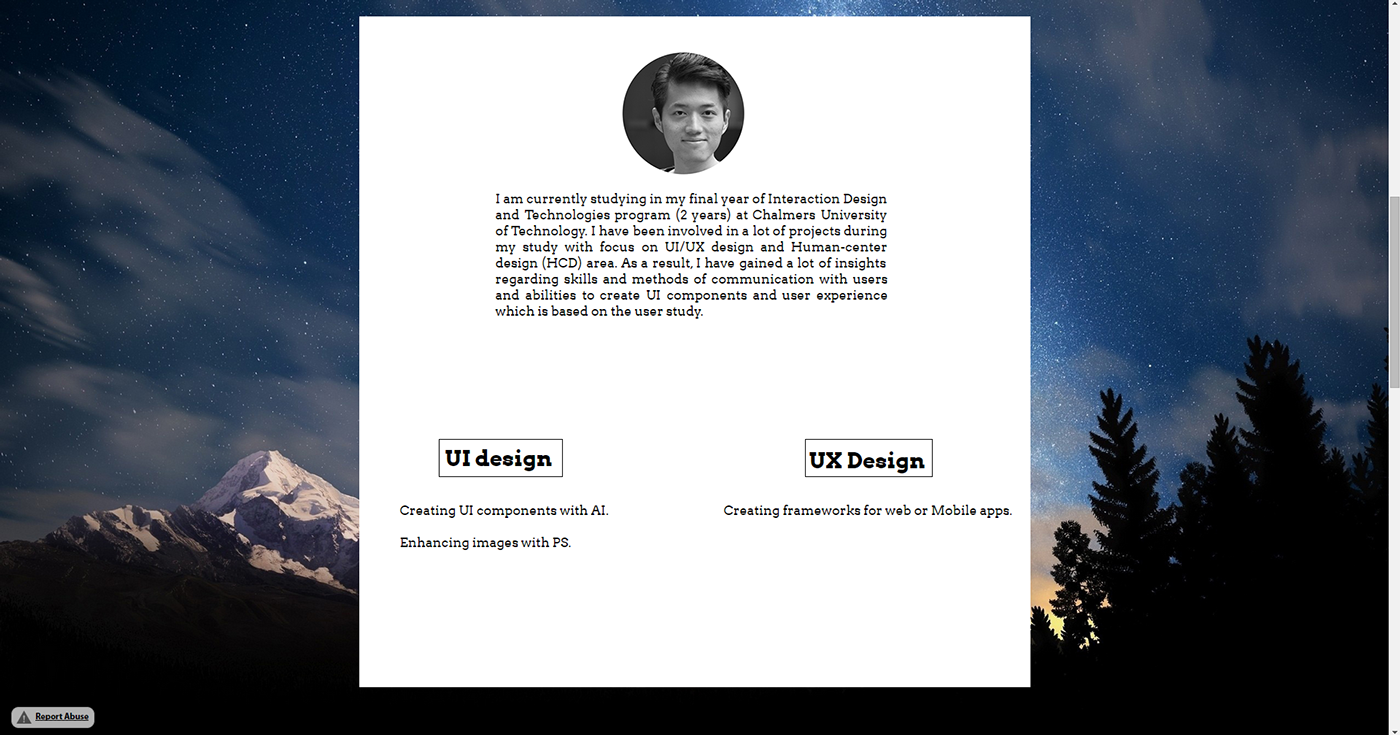 I am currently studying in my final year of Interaction Design
and Technologies program (2 years) at Chalmers University
of Technology. I have been involved in a lot of projects during
my study with focus on UI/UX design and Human-center
design (HCD) area. As a result, I have gained a lot of insights
regarding skills and methods of communication with users
and abilities to create UI components and user experience
which is based on the user study.
UI design
Creating UI components with AI.
Enhancing images with PS.
UX Design
Creating frameworks for web or Mobile apps.
Report Abuse